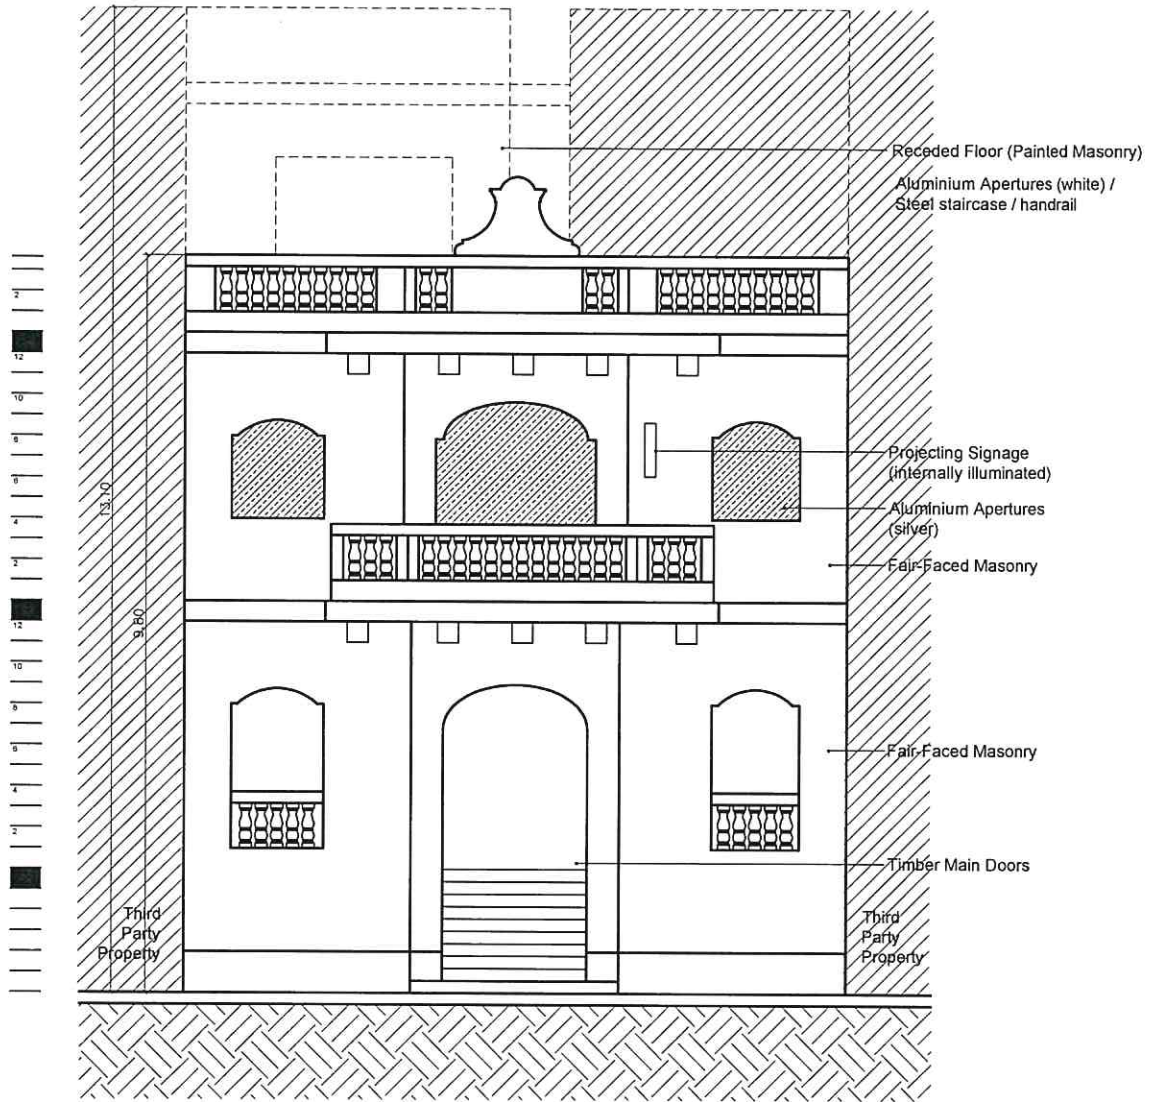 Receded Floor (Painted Masonry)
Aluminium Apertures (white) /
Steel staircase / handrail
2
12
10
8
6
4
2
12
10
8
6
4
2
13.10
9.80
Projecting Signage
(internally illuminated)
Aluminium Apertures
(silver)
Fair-Faced Masonry
Fair-Faced Masonry
Timber Main Doors
Third
Party
Property
Third
Party
Property